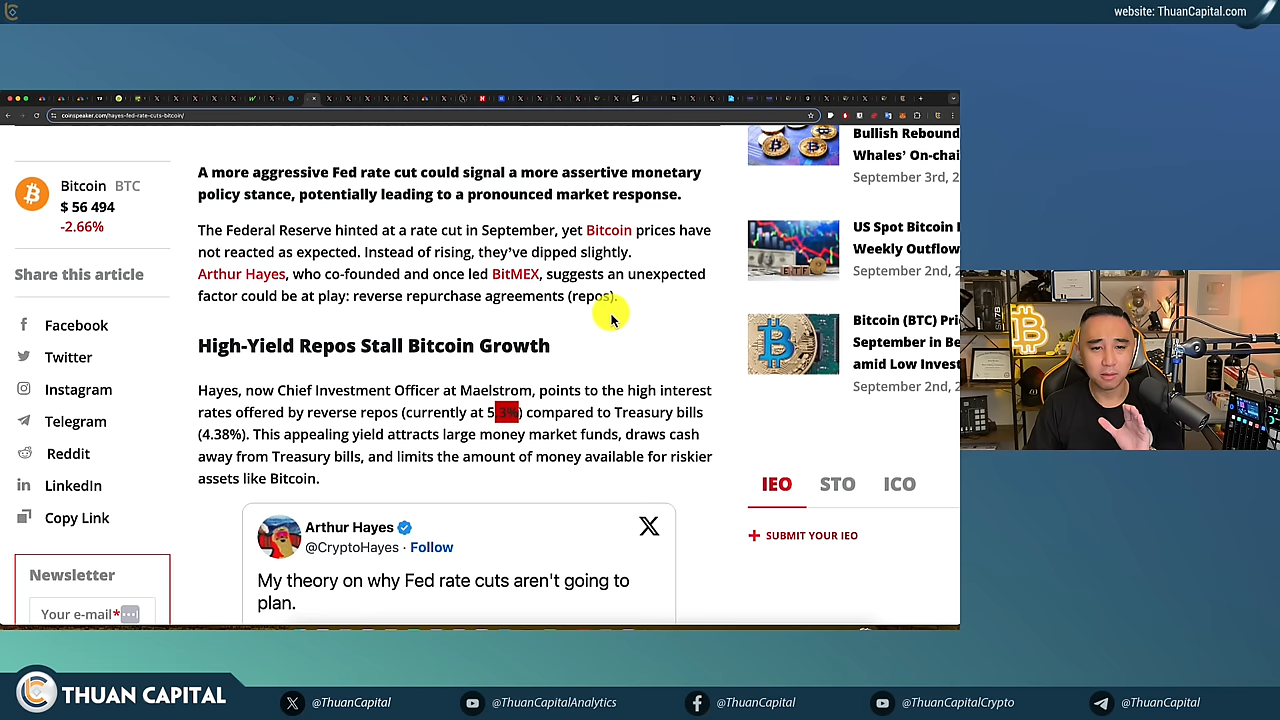 website: ThuanCapital.com
coinspeaker.com/hayes-fed-rate-cuts-bitcoin/
Bitcoin BTC
$ 56 494
-2.66%
Share this article
Facebook
Twitter
Instagram
Telegram
Reddit
LinkedIn
Copy Link
Newsletter
Your e-mail*
A more aggressive Fed rate cut could signal a more assertive monetary
policy stance, potentially leading to a pronounced market response.
The Federal Reserve hinted at a rate cut in September, yet Bitcoin prices have
not reacted as expected. Instead of rising, they've dipped slightly.
Arthur Hayes, who co-founded and once led BitMEX, suggests an unexpected
factor could be at play: reverse repurchase agreements (repos).
High-Yield Repos Stall Bitcoin Growth
Hayes, now Chief Investment Officer at Maelstrom, points to the high interest
rates offered by reverse repos (currently at 5.3%) compared to Treasury bills
(4.38%). This appealing yield attracts large money market funds, draws cash
away from Treasury bills, and limits the amount of money available for riskier
assets like Bitcoin.
Arthur Hayes
@CryptoHayes · Follow
My theory on why Fed rate cuts aren't going to
plan.
Bullish Rebound
Whales' On-chai
September 3rd, 2
US Spot Bitcoin
Weekly Outflow
September 2nd, 2
Bitcoin (BTC) Pri
September in Be
amid Low Invest
September 2nd, 2
IEO STO ICO
+ SUBMIT YOUR IEO
THUAN CAPITAL
@ThuanCapital
@ThuanCapitalAnalytics
@ThuanCapital
@ThuanCapitalCrypto
@ThuanCapital